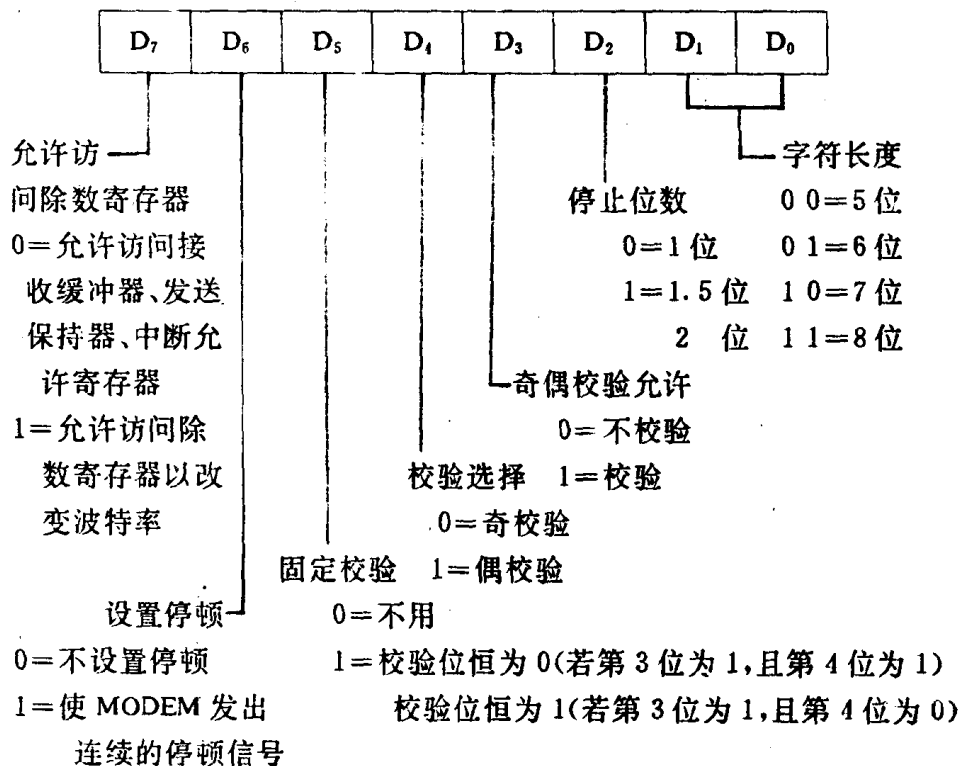 D₇ D₆ D₅ D₄ D₃ D₂ D₁ D₀
允许访
问除数寄存器
0=允许访问接
收缓冲器、发送
保持器、中断允
许寄存器
1=允许访问除
数寄存器以改
变波特率
设置停顿
0=不设置停顿
1=使 MODEM 发出
连续的停顿信号
固定校验
0=不用
1=校验位恒为 0(若第 3 位为 1,且第 4 位为 1)
校验位恒为 1(若第 3 位为 1,且第 4 位为 0)
校验选择
0=奇校验
1=偶校验
奇偶校验允许
0=不校验
1=校验
停止位数
0=1 位
1=1.5 位
2 位
字符长度
0 0=5 位
0 1=6 位
1 0=7 位
1 1=8 位